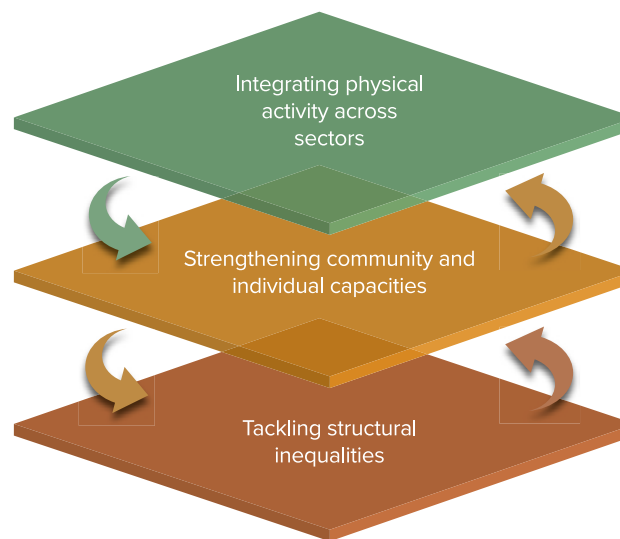 Integrating physical
activity across
sectors
Strengthening community and
individual capacities
Tackling structural
inequalities